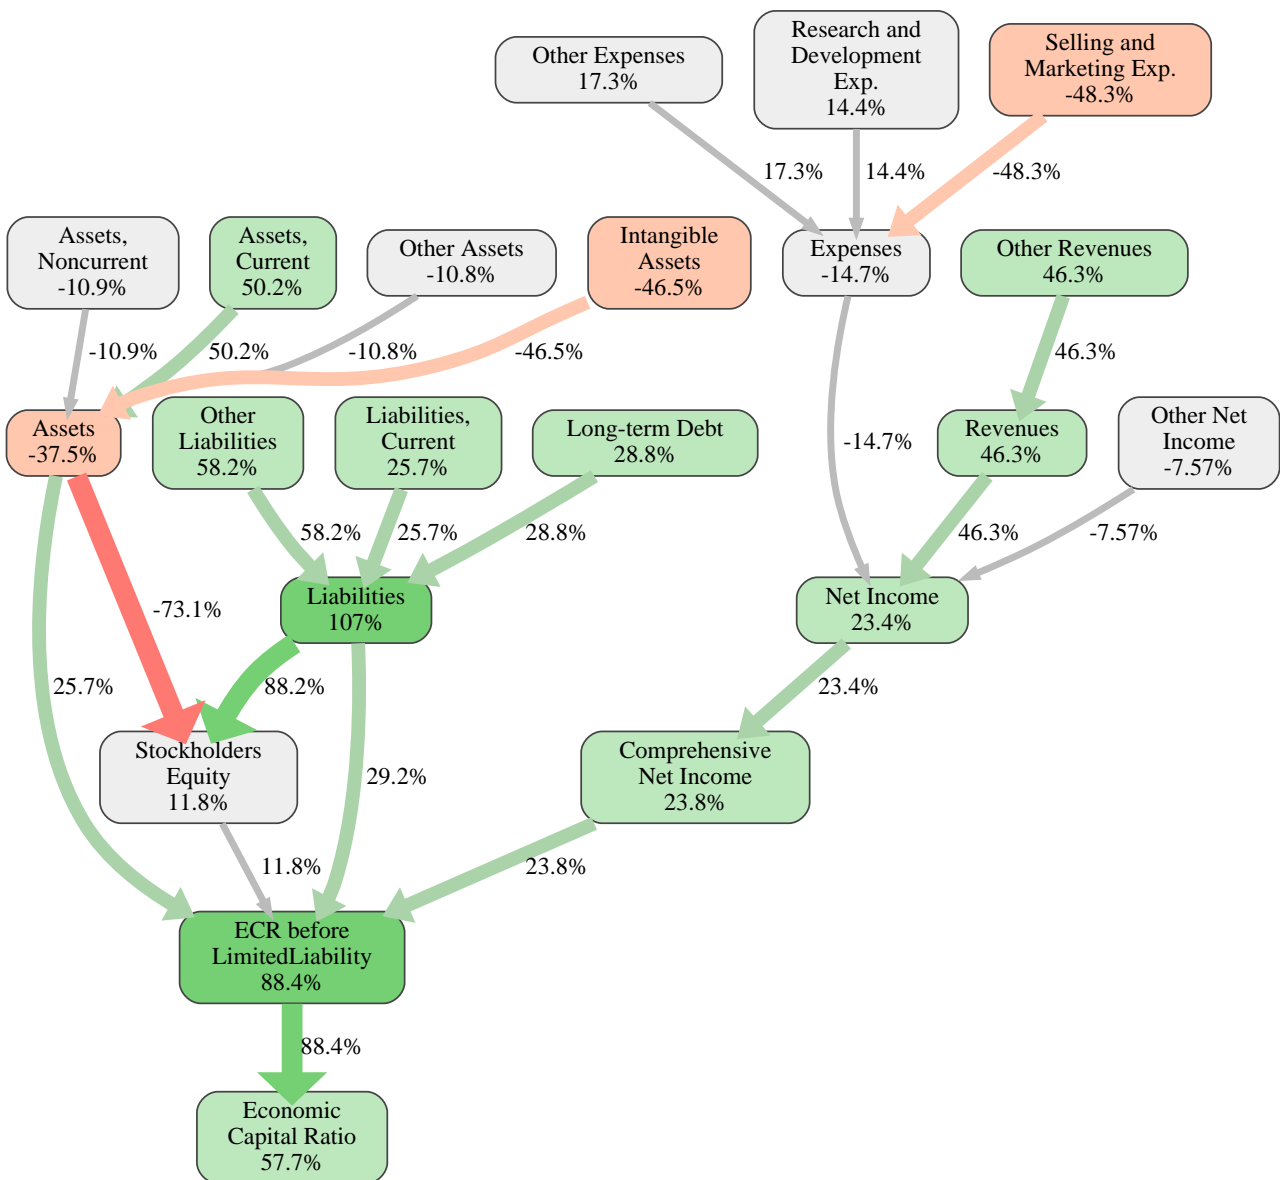 Other Expenses
17.3%
Research and
Development
Exp.
14.4%
Selling and
Marketing Exp.
-48.3%
17.3%
14.4%
-48.3%
Assets,
Noncurrent
-10.9%
Assets,
Current
50.2%
Other Assets
-10.8%
Intangible
Assets
-46.5%
Expenses
-14.7%
Other Revenues
46.3%
-10.9%
50.2%
-10.8%
-46.5%
46.3%
Assets
-37.5%
Other
Liabilities
58.2%
Liabilities,
Current
25.7%
Long-term Debt
28.8%
-14.7%
Revenues
46.3%
Other Net
Income
-7.57%
58.2%
25.7%
28.8%
46.3%
-7.57%
-73.1%
Liabilities
107%
Net Income
23.4%
25.7%
88.2%
23.4%
Stockholders
Equity
11.8%
29.2%
Comprehensive
Net Income
23.8%
11.8%
23.8%
ECR before
LimitedLiability
88.4%
88.4%
Economic
Capital Ratio
57.7%